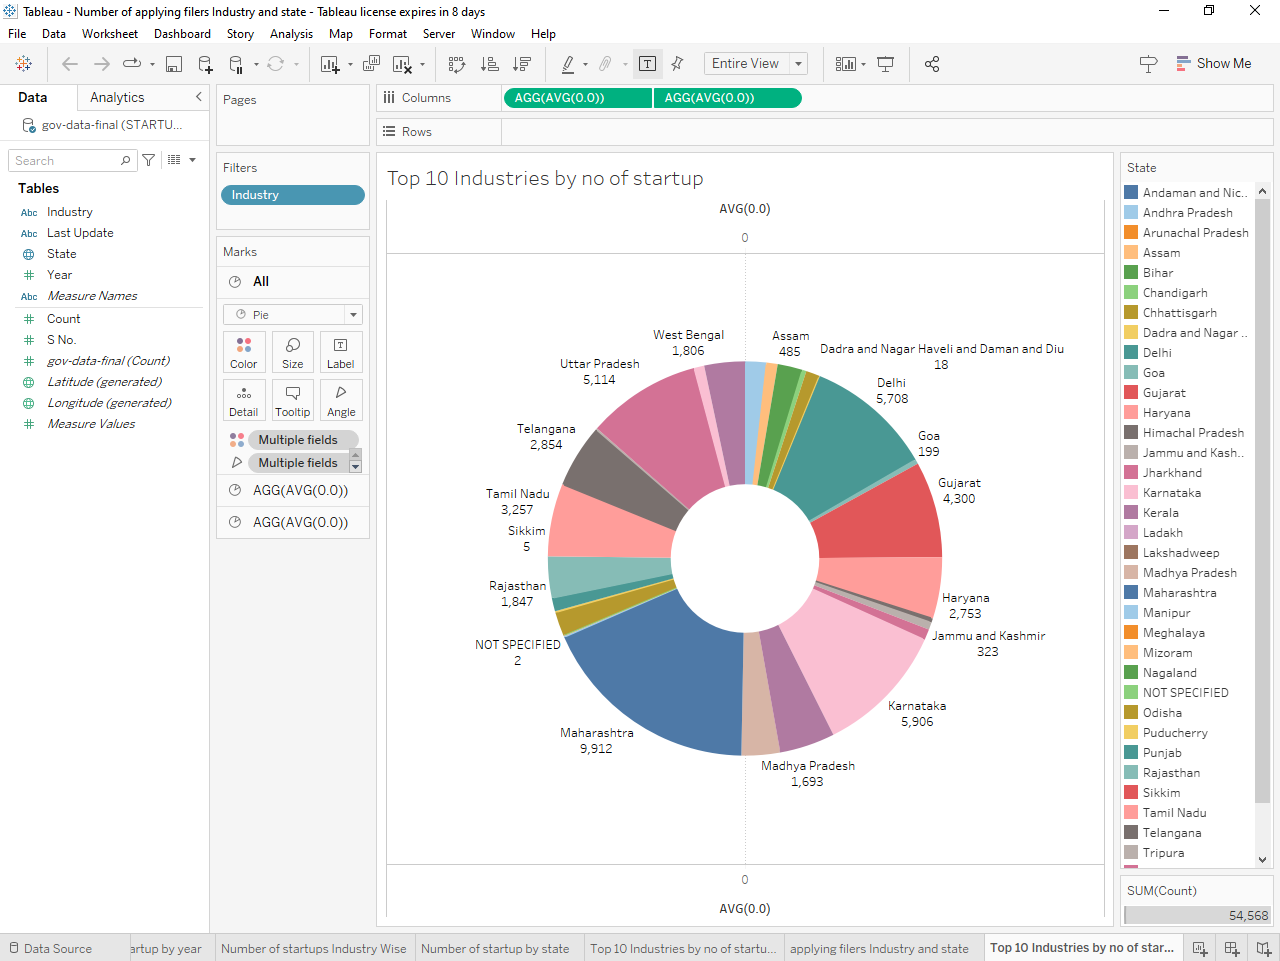 Tableau - Number of applying filers Industry and state - Tableau license expires in 8 days
File Data Worksheet Dashboard Story Analysis Map Format Server Window Help
Entire View
Show Me
Data Analytics
gov-data-final (STARTU...
Search
Tables
Abc Industry
Abc Last Update
State
Year
Abc Measure Names
Count
S No.
gov-data-final (Count)
Latitude (generated)
Longitude (generated)
Measure Values
Pages
Filters
Industry
Marks
All
Pie
Color Size Label
Detail Tooltip Angle
Multiple fields
Multiple fields
AGG(AVG(0.0))
AGG(AVG(0.0))
Columns AGG(AVG(0.0)) AGG(AVG(0.0))
Rows
Top 10 Industries by no of startup
AVG(0.0)
0
West Bengal
1,806
Assam
485
Dadra and Nagar Haveli and Daman and Diu
18
Uttar Pradesh
5,114
Delhi
5,708
Telangana
2,854
Goa
199
Gujarat
4,300
Tamil Nadu
3,257
Sikkim
5
Rajasthan
1,847
Haryana
2,753
Jammu and Kashmir
323
NOT SPECIFIED
2
Karnataka
5,906
Maharashtra
9,912
Madhya Pradesh
1,693
0
AVG(0.0)
State
Andaman and Nic..
Andhra Pradesh
Arunachal Pradesh
Assam
Bihar
Chandigarh
Chhattisgarh
Dadra and Nagar ..
Delhi
Goa
Gujarat
Haryana
Himachal Pradesh
Jammu and Kash..
Jharkhand
Karnataka
Kerala
Ladakh
Lakshadweep
Madhya Pradesh
Maharashtra
Manipur
Meghalaya
Mizoram
Nagaland
NOT SPECIFIED
Odisha
Puducherry
Punjab
Rajasthan
Sikkim
Tamil Nadu
Telangana
Tripura
SUM(Count)
54,568
Data Source
artup by year
Number of startups Industry Wise
Number of startup by state
Top 10 Industries by no of startu...
applying filers Industry and state
Top 10 Industries by no of star...